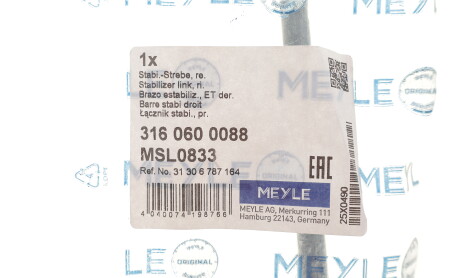 1x
Stabi.-Strebe, re.
Stabilizer link, ri.
Brazo estabiliz., ET der.
Barre stabi droit
Łącznik stabi., pr.
316 060 0088
MSL0833
Ref. No. 31 30 6 787 164
EAC
MEYLE
4 040074 198766
MEYLE AG, Merkurring 111
Hamburg 22143, Germany
25X0490
MEYLE
MEYLE
ORIGINAL
ORIGINAL